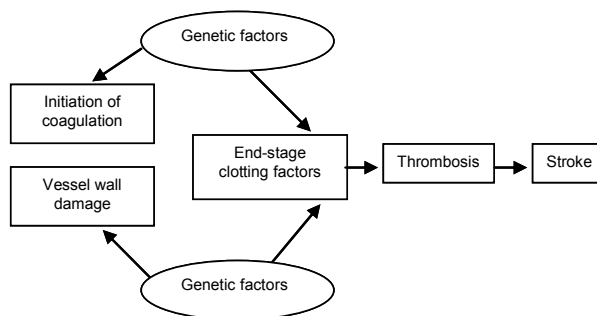 Genetic factors
Initiation of
coagulation
End-stage
clotting factors
Thrombosis
Stroke
Vessel wall
damage
Genetic factors